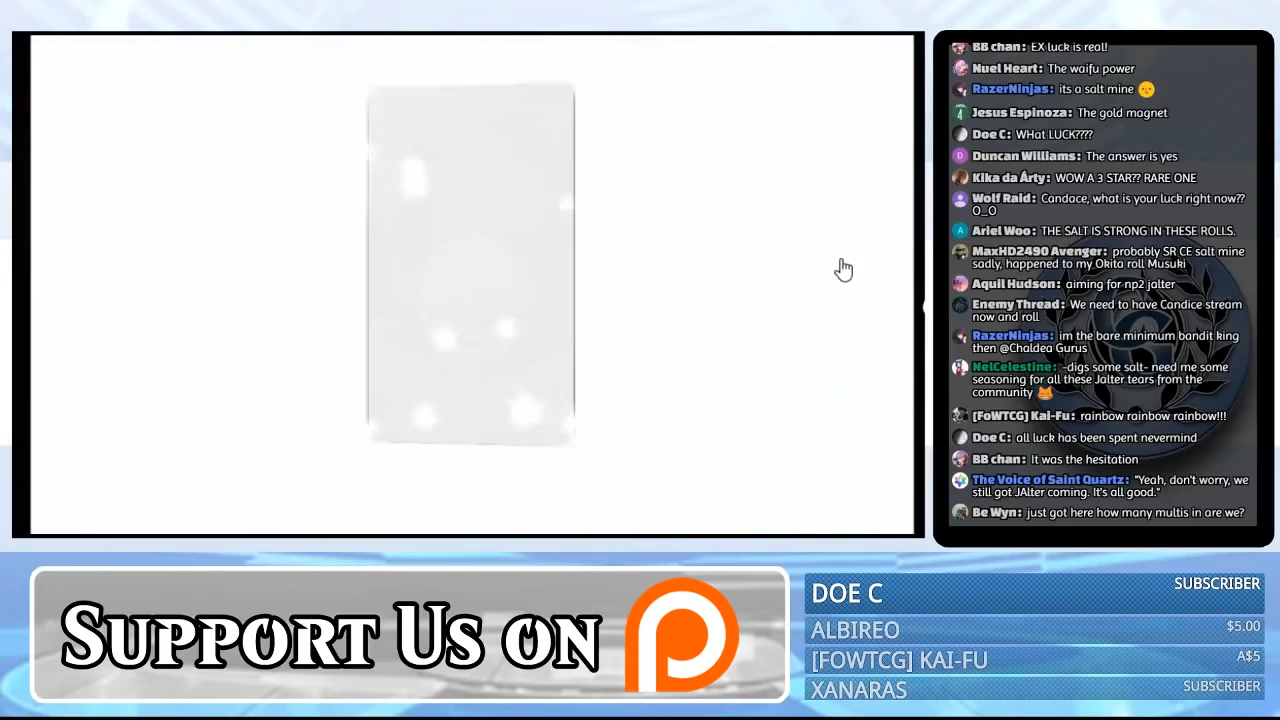 BB chan: EX luck is real!
Nuel Heart: The waifu power
RazerNinjas: its a salt mine
Jesus Espinoza: The gold magnet
Doe C: WHat LUCK????
Duncan Williams: The answer is yes
Kika da Árty: WOW A 3 STAR?? RARE ONE
Wolf Raid: Candace, what is your luck right now??
O_O
Ariel Woo: THE SALT IS STRONG IN THESE ROLLS.
MaxHD2490 Avenger: probably SR CE salt mine
sadly, happened to my Okita roll Musuki
Aquil Hudson: aiming for np2 jalter
Enemy Thread: We need to have Candice stream
now and roll
RazerNinjas: im the bare minimum bandit king
then @Chaldea Gurus
NelCelestine: -digs some salt- need me some
seasoning for all these Jalter tears from the
community
[FoWTCG] Kai-Fu: rainbow rainbow rainbow!!!
Doe C: all luck has been spent nevermind
BB chan: It was the hesitation
The Voice of Saint Quartz: "Yeah, don't worry, we
still got JAlter coming. It's all good."
Be Wyn: just got here how many multis in are we?
SUPPORT US ON
DOE C SUBSCRIBER
ALBIREO $5.00
[FOWTCG] KAI-FU A$5
XANARAS SUBSCRIBER